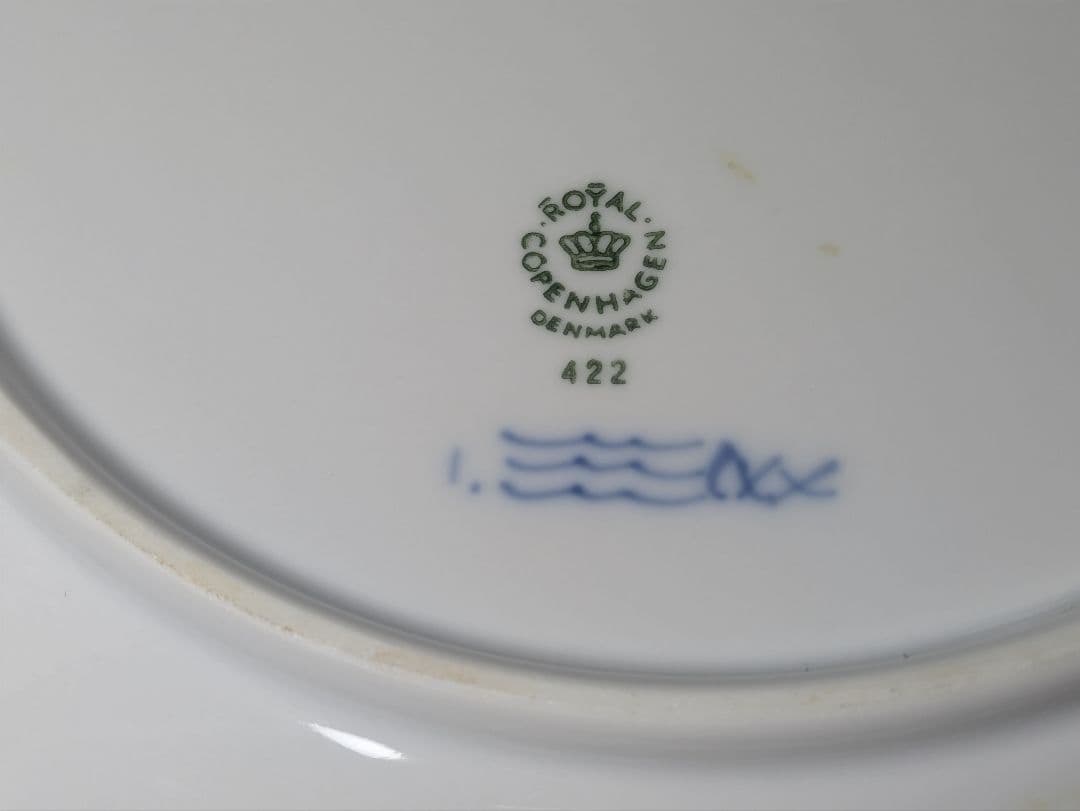 ROYAL
COPENHAGEN
DENMARK
422
1.